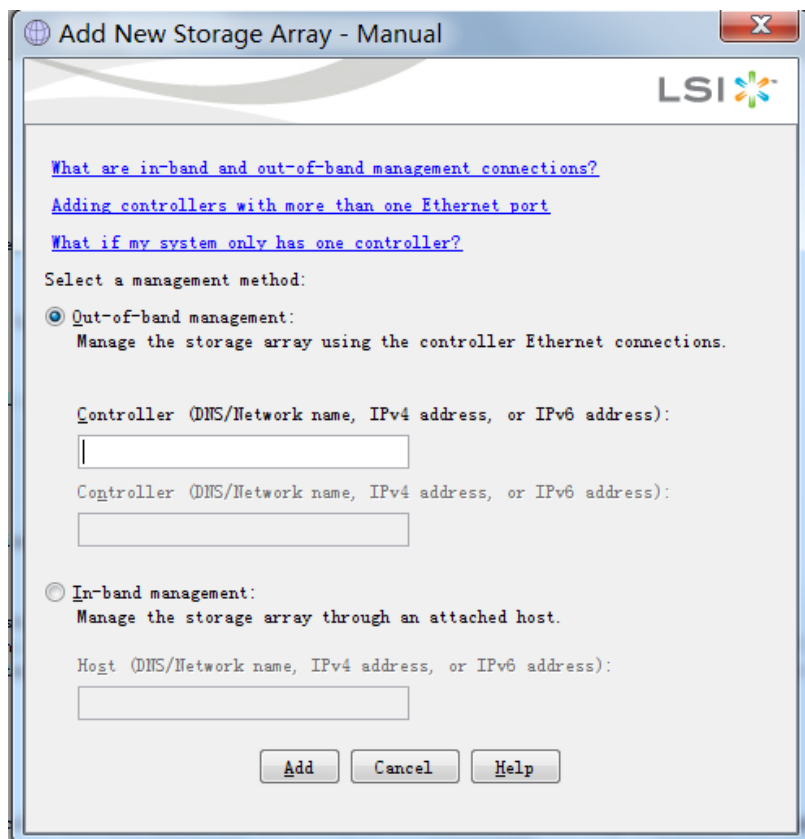 Add New Storage Array - Manual
LSI
What are in-band and out-of-band management connections?
Adding controllers with more than one Ethernet port
What if my system only has one controller?
Select a management method:
Out-of-band management:
Manage the storage array using the controller Ethernet connections.
Controller (DNS/Network name, IPv4 address, or IPv6 address):
Controller (DNS/Network name, IPv4 address, or IPv6 address):
In-band management:
Manage the storage array through an attached host.
Host (DNS/Network name, IPv4 address, or IPv6 address):
Add Cancel Help